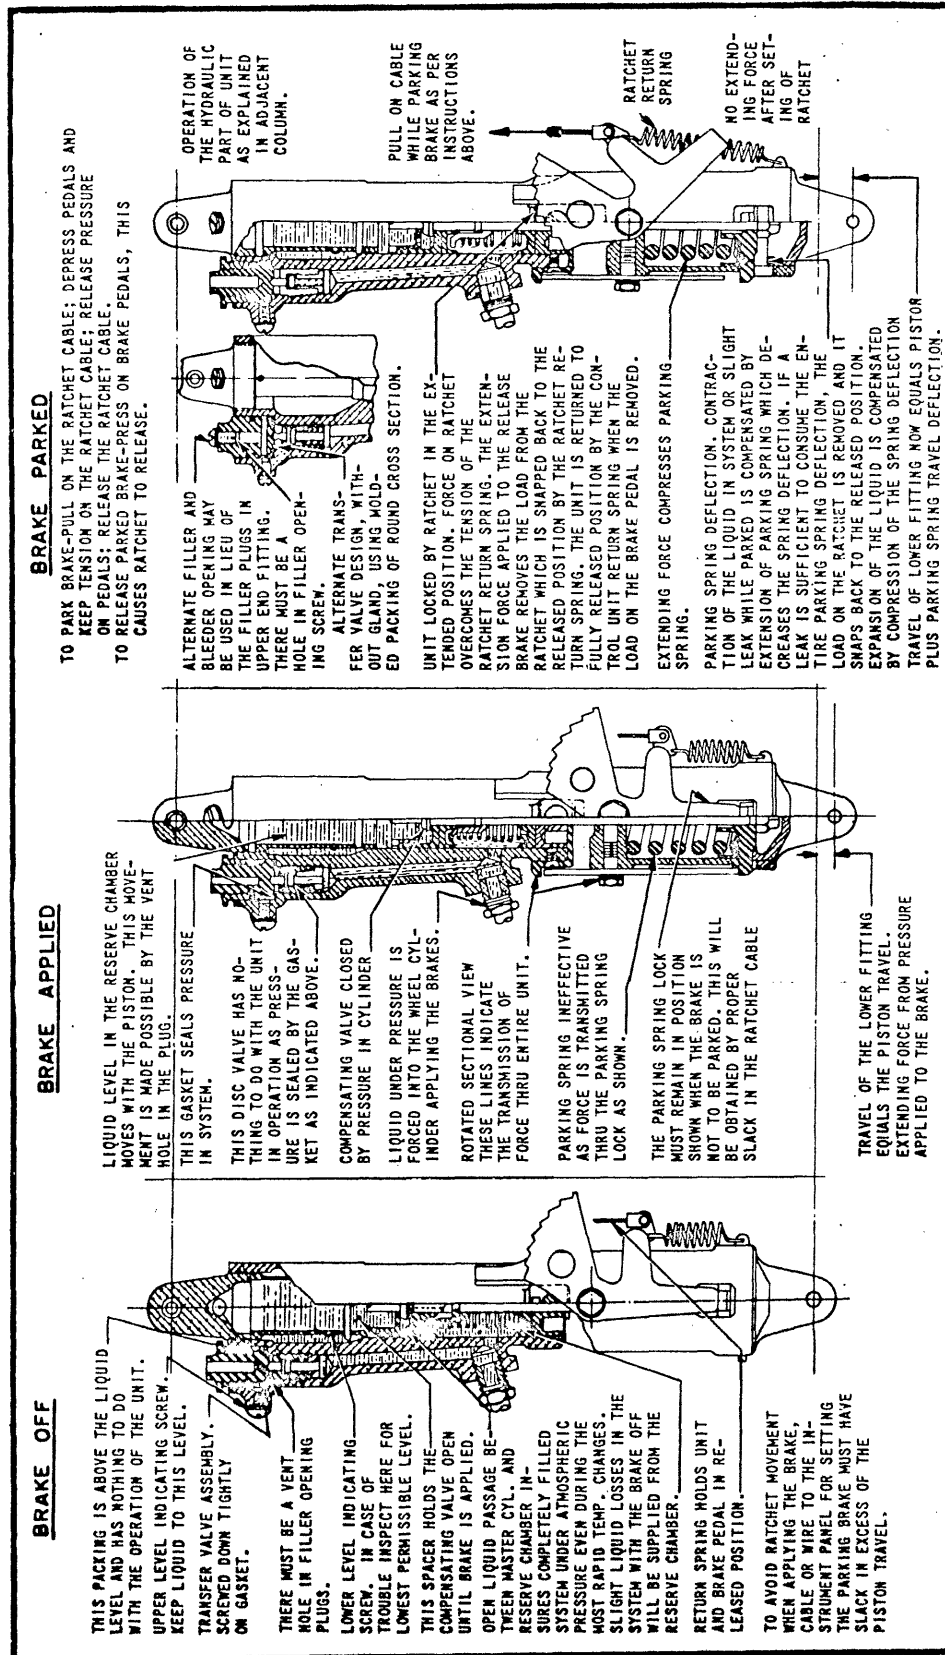 BRAKE OFF
THIS PACKING IS ABOVE THE LIQUID
LEVEL AND HAS NOTHING TO DO
WITH THE OPERATION OF THE UNIT.
UPPER LEVEL INDICATING SCREW.
KEEP LIQUID TO THIS LEVEL.
TRANSFER VALVE ASSEMBLY.
SCREWED DOWN TIGHTLY
ON GASKET.
THERE MUST BE A VENT
HOLE IN FILLER OPENING
PLUGS.
LOWER LEVEL INDICATING
SCREW. IN CASE OF
TROUBLE INSPECT HERE FOR
LOWEST PERMISSIBLE LEVEL.
THIS SPACER HOLDS THE
COMPENSATING VALVE OPEN
UNTIL BRAKE IS APPLIED.
OPEN LIQUID PASSAGE BE-
TWEEN MASTER CYL. AND
RESERVE CHAMBER IN-
SURES COMPLETELY FILLED
SYSTEM UNDER ATMOSPHERIC
PRESSURE EVEN DURING THE
MOST RAPID TEMP. CHANGES.
SLIGHT LIQUID LOSSES IN THE
SYSTEM WITH THE BRAKE OFF
WILL BE SUPPLIED FROM THE
RESERVE CHAMBER.
RETURN SPRING HOLDS UNIT
AND BRAKE PEDAL IN RE-
LEASED POSITION.
TO AVOID RATCHET MOVEMENT
WHEN APPLYING THE BRAKE,
CABLE OR WIRE TO THE IN-
STRUMENT PANEL FOR SETTING
THE PARKING BRAKE MUST HAVE
SLACK IN EXCESS OF THE
PISTON TRAVEL.
BRAKE APPLIED
LIQUID LEVEL IN THE RESERVE CHAMBER
MOVES WITH THE PISTON. THIS MOVE-
MENT IS MADE POSSIBLE BY THE VENT
HOLE IN THE PLUG.
THIS GASKET SEALS PRESSURE
IN SYSTEM.
THIS DISC VALVE HAS NO-
THING TO DO WITH THE UNIT
IN OPERATION AS PRESS-
URE IS SEALED BY THE GAS-
KET AS INDICATED ABOVE.
COMPENSATING VALVE CLOSED
BY PRESSURE IN CYLINDER
LIQUID UNDER PRESSURE IS
FORCED INTO THE WHEEL CYL-
INDER APPLYING THE BRAKES.
ROTATED SECTIONAL VIEW
THESE LINES INDICATE
THE TRANSMISSION OF
FORCE THRU ENTIRE UNIT.
PARKING SPRING INEFFECTIVE
AS FORCE IS TRANSMITTED
THRU THE PARKING SPRING
LOCK AS SHOWN.
THE PARKING SPRING LOCK
MUST REMAIN IN POSITION
SHOWN WHEN THE BRAKE IS
NOT TO BE PARKED. THIS WILL
BE OBTAINED BY PROPER
SLACK IN THE RATCHET CABLE
TRAVEL OF THE LOWER FITTING
EQUALS THE PISTON TRAVEL.
EXTENDING FORCE FROM PRESSURE
APPLIED TO THE BRAKE.
BRAKE PARKED
TO PARK BRAKE-PULL ON THE RATCHET CABLE; DEPRESS PEDALS AND
KEEP TENSION ON THE RATCHET CABLE; RELEASE PRESSURE
ON PEDALS; RELEASE THE RATCHET CABLE.
TO RELEASE PARKED BRAKE-PRESS ON BRAKE PEDALS, THIS
CAUSES RATCHET TO RELEASE.
ALTERNATE FILLER AND
BLEEDER OPENING MAY
BE USED IN LIEU OF
THE FILLER PLUGS IN
UPPER END FITTING.
THERE MUST BE A
HOLE IN FILLER OPEN-
ING SCREW.
ALTERNATE TRANS-
FER VALVE DESIGN, WITH-
OUT GLAND, USING MOLD-
ED PACKING OF ROUND CROSS SECTION.
UNIT LOCKED BY RATCHET IN THE EX-
TENDED POSITION. FORCE ON RATCHET
OVERCOMES THE TENSION OF THE
RATCHET RETURN SPRING. THE EXTEN-
SION FORCE APPLIED TO THE RELEASE
BRAKE REMOVES THE LOAD FROM THE
RATCHET WHICH IS SNAPPED BACK TO THE
RELEASED POSITION BY THE RATCHET RE-
TURN SPRING. THE UNIT IS RETURNED TO
FULLY RELEASED POSITION BY THE CON-
TROL UNIT RETURN SPRING WHEN THE
LOAD ON THE BRAKE PEDAL IS REMOVED.
EXTENDING FORCE COMPRESSES PARKING
SPRING.
PARKING SPRING DEFLECTION. CONTRAC-
TION OF THE LIQUID IN SYSTEM OR SLIGHT
LEAK WHILE PARKED IS COMPENSATED BY
EXTENSION OF PARKING SPRING WHICH DE-
CREASES THE SPRING DEFLECTION. IF A
LEAK IS SUFFICIENT TO CONSUME THE EN-
TIRE PARKING SPRING DEFLECTION, THE
LOAD ON THE RATCHET IS REMOVED AND IT
SNAPS BACK TO THE RELEASED POSITION.
EXPANSION OF THE LIQUID IS COMPENSATED
BY COMPRESSION OF THE SPRING DEFLECTION
TRAVEL OF LOWER FITTING NOW EQUALS PISTOR
PLUS PARKING SPRING TRAVEL DEFLECTION.
OPERATION OF
THE HYDRAULIC
PART OF UNIT
AS EXPLAINED
IN ADJACENT
COLUMN.
PULL ON CABLE
WHILE PARKING
BRAKE AS PER
INSTRUCTIONS
ABOVE.
RATCHET
RETURN
SPRING
NO EXTEND-
ING FORCE
AFTER SET-
ING OF
RATCHET